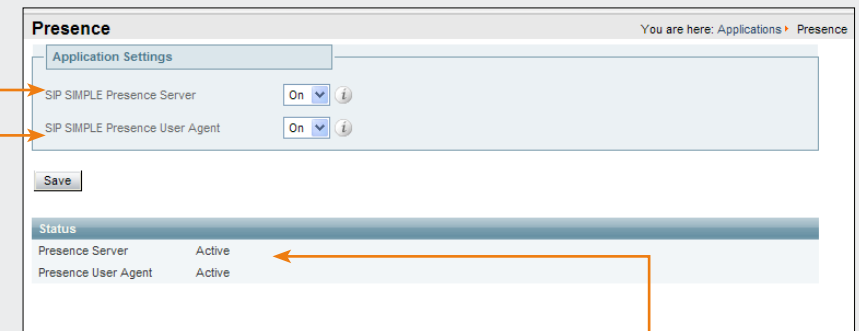 Presence
You are here: Applications Presence
Application Settings
SIP SIMPLE Presence Server On i
SIP SIMPLE Presence User Agent On i
Save
Status
Presence Server Active
Presence User Agent Active